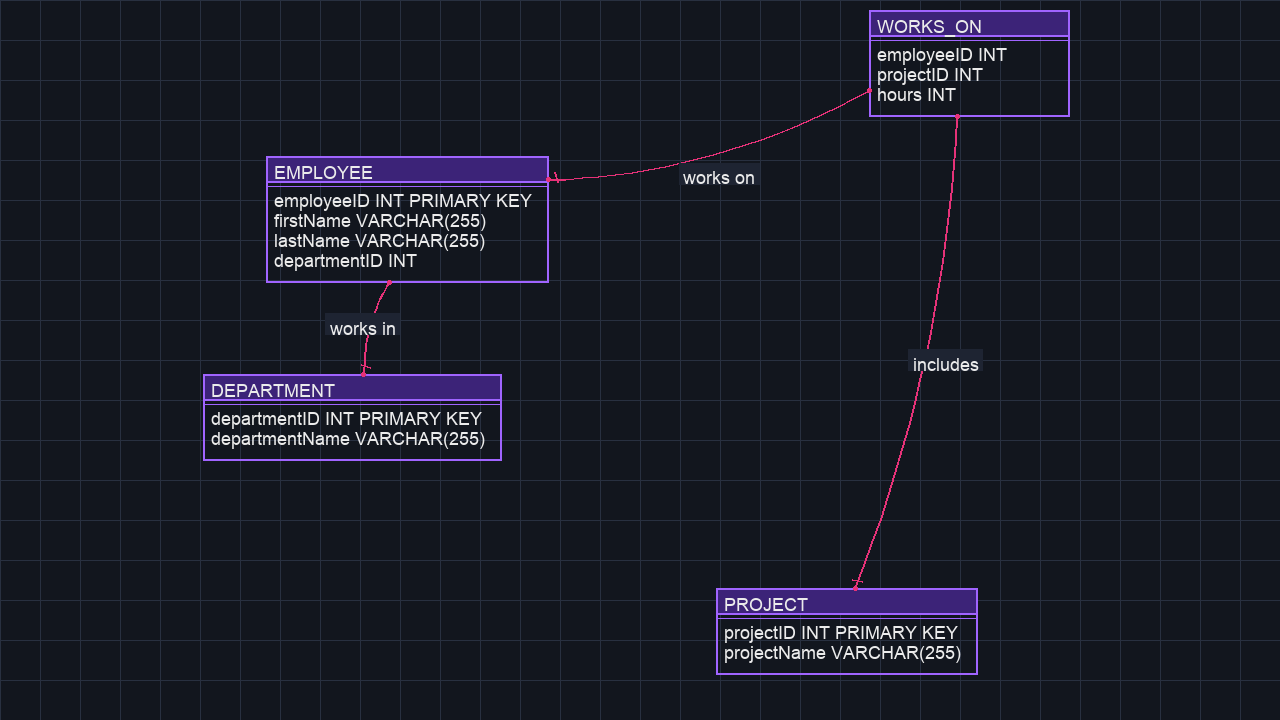 WORKS_ON
employeeID INT
projectID INT
hours INT
works on
EMPLOYEE
employeeID INT PRIMARY KEY
firstName VARCHAR(255)
lastName VARCHAR(255)
departmentID INT
works in
DEPARTMENT
departmentID INT PRIMARY KEY
departmentName VARCHAR(255)
includes
PROJECT
projectID INT PRIMARY KEY
projectName VARCHAR(255)